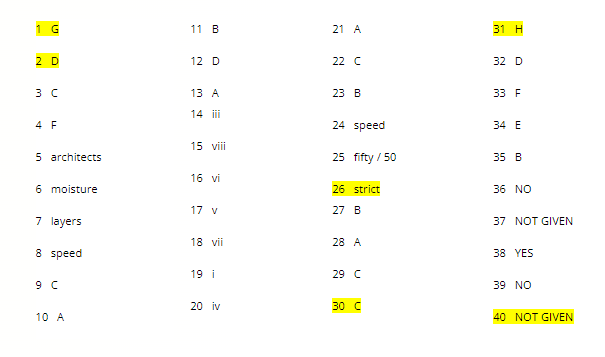 1 G
2 D
3 C
4 F
5 architects
6 moisture
7 layers
8 speed
9 C
10 A
11 B
12 D
13 A
14 iii
15 viii
16 vi
17 v
18 vii
19 i
20 iv
21 A
22 C
23 B
24 speed
25 fifty / 50
26 strict
27 B
28 A
29 C
30 C
31 H
32 D
33 F
34 E
35 B
36 NO
37 NOT GIVEN
38 YES
39 NO
40 NOT GIVEN